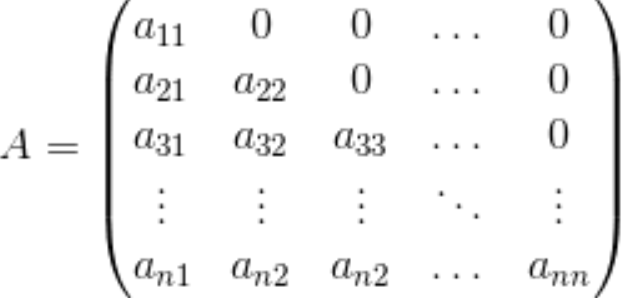 a₁₁ 0 0 … 0
a₂₁ a₂₂ 0 … 0
A = a₃₁ a₃₂ a₃₃ … 0
⋮ ⋮ ⋮ ⋱ ⋮
aₙ₁ aₙ₂ aₙ₂ … aₙₙ